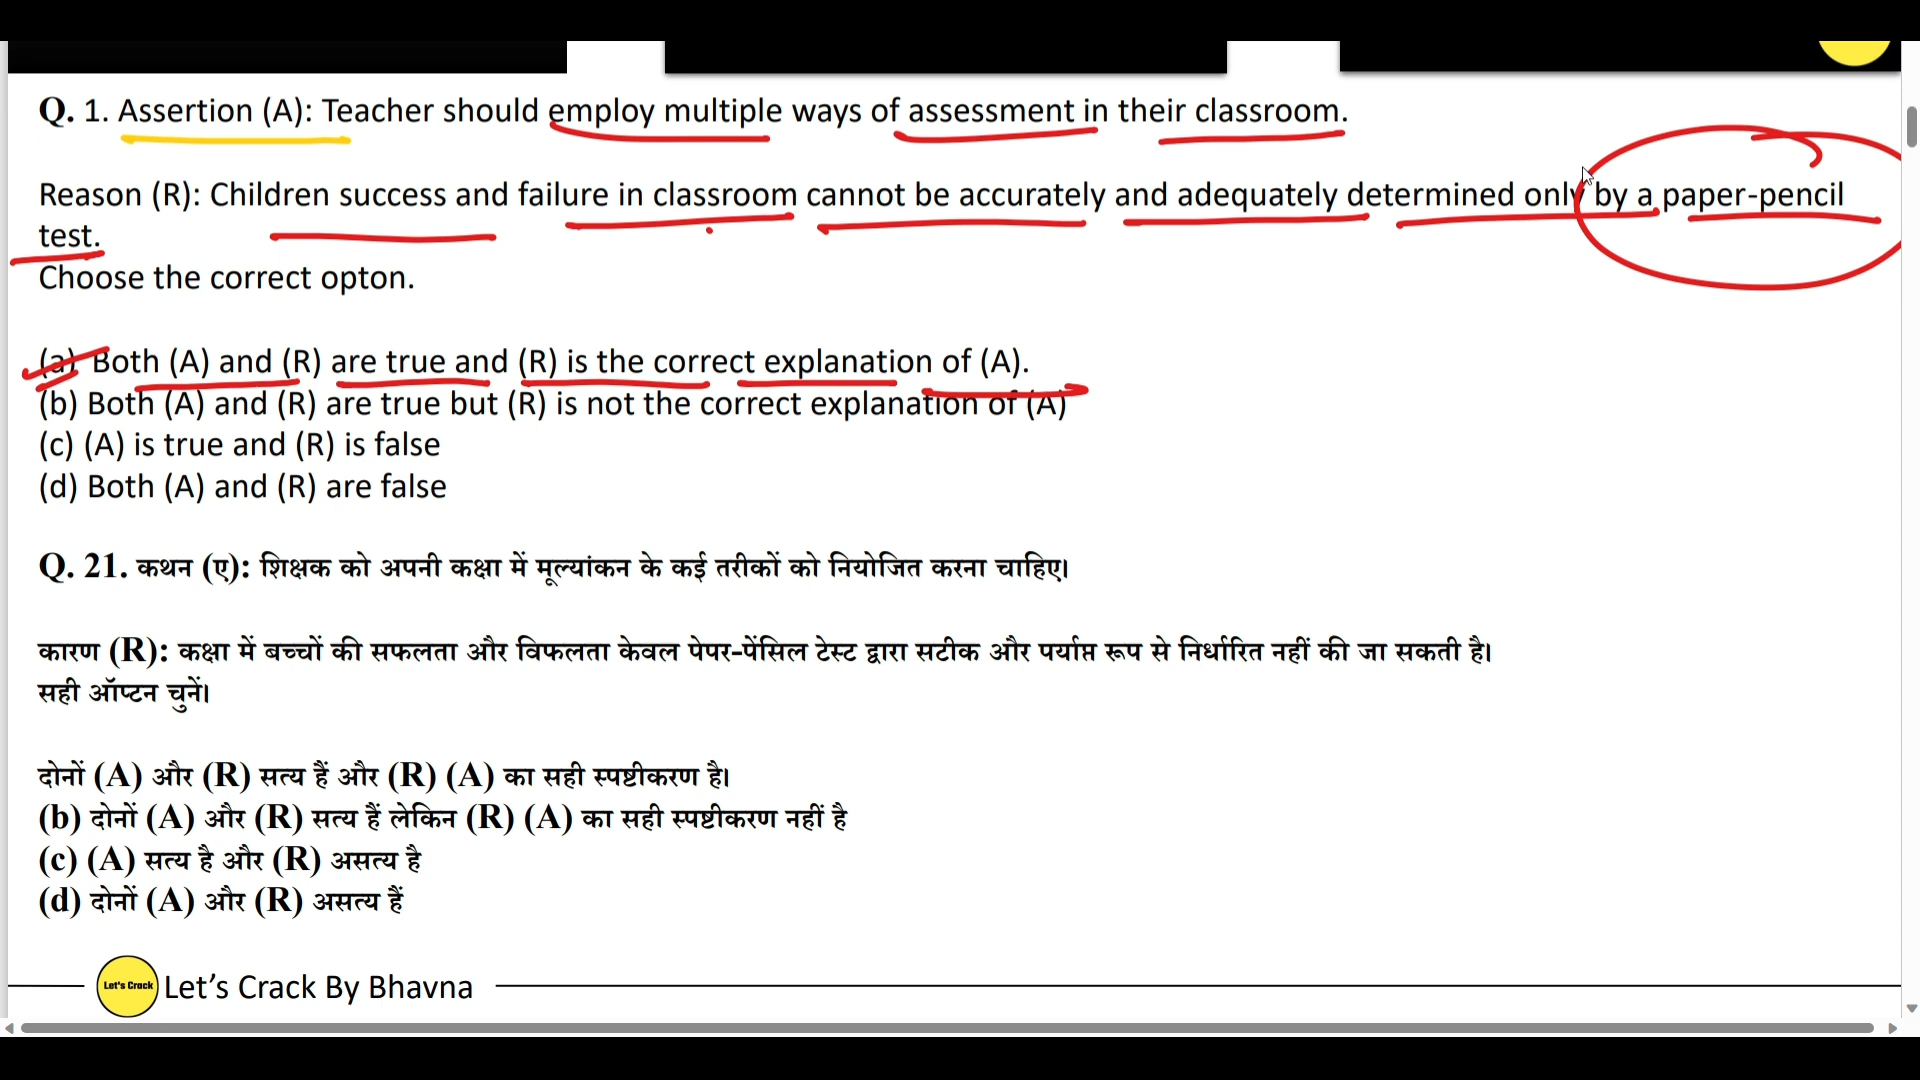 Q. 1. Assertion (A): Teacher should employ multiple ways of assessment in their classroom.
Reason (R): Children success and failure in classroom cannot be accurately and adequately determined only by a paper-pencil
test.
Choose the correct opton.
(a) Both (A) and (R) are true and (R) is the correct explanation of (A).
(b) Both (A) and (R) are true but (R) is not the correct explanation of (A)
(c) (A) is true and (R) is false
(d) Both (A) and (R) are false
Q. 21. कथन (ए): शिक्षक को अपनी कक्षा में मूल्यांकन के कई तरीकों को नियोजित करना चाहिए।
कारण (R): कक्षा में बच्चों की सफलता और विफलता केवल पेपर-पेंसिल टेस्ट द्वारा सटीक और पर्याप्त रूप से निर्धारित नहीं की जा सकती है।
सही ऑप्टन चुनें।
दोनों (A) और (R) सत्य हैं और (R) (A) का सही स्पष्टीकरण है।
(b) दोनों (A) और (R) सत्य हैं लेकिन (R) (A) का सही स्पष्टीकरण नहीं है
(c) (A) सत्य है और (R) असत्य है
(d) दोनों (A) और (R) असत्य हैं
Let's Crack Let’s Crack By Bhavna